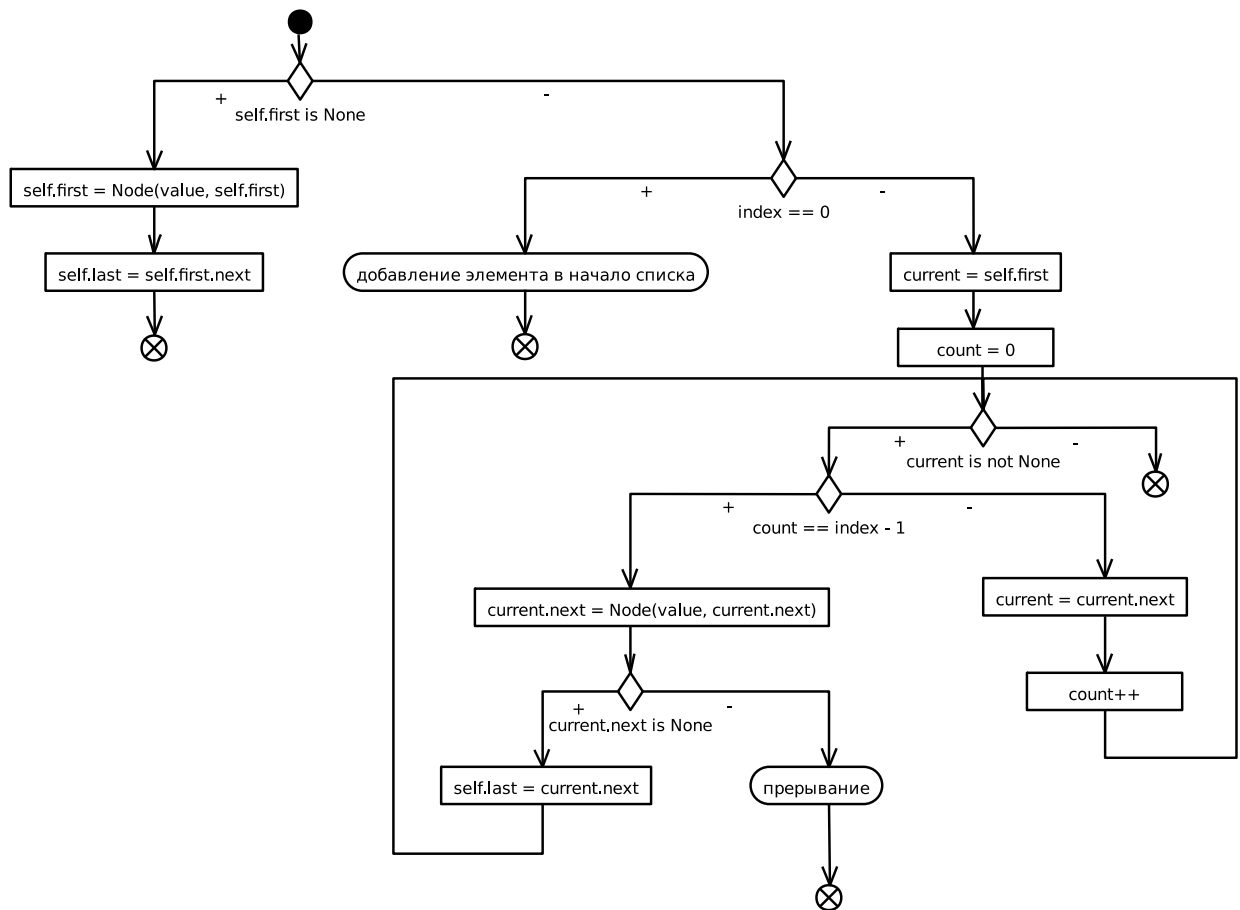 +
-
self.first is None
self.first = Node(value, self.first)
+
-
index == 0
self.last = self.first.next
добавление элемента в начало списка
current = self.first
count = 0
+
-
current is not None
+
-
count == index - 1
current.next = Node(value, current.next)
current = current.next
count++
+
-
current.next is None
self.last = current.next
прерывание